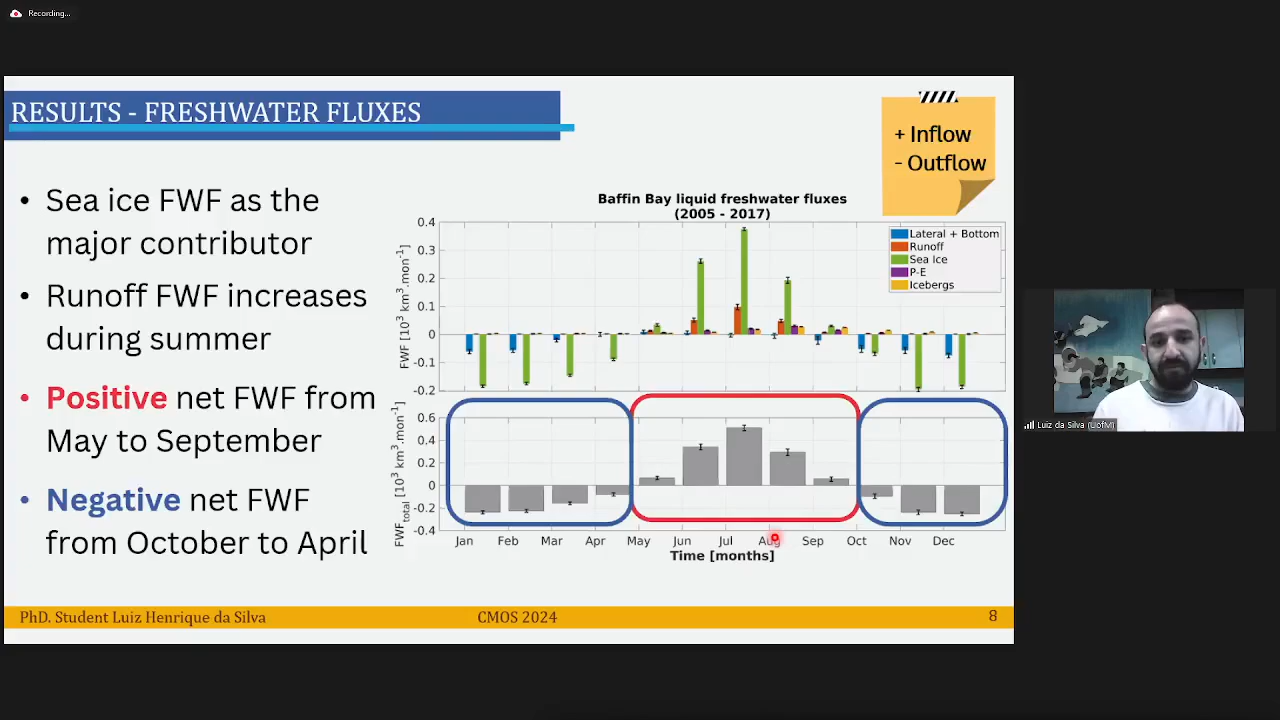 Recording...
RESULTS - FRESHWATER FLUXES
+ Inflow
- Outflow
• Sea ice FWF as the
major contributor
• Runoff FWF increases
during summer
• Positive net FWF from
May to September
• Negative net FWF
from October to April
Baffin Bay liquid freshwater fluxes
(2005 - 2017)
FWF [10³ km³.mon⁻¹]
0.4
0.3
0.2
0.1
0
-0.1
-0.2
Lateral + Bottom
Runoff
Sea Ice
P-E
Icebergs
FWFtotal [10³ km³.mon⁻¹]
0.6
0.4
0.2
0
-0.2
-0.4
Jan Feb Mar Apr May Jun Jul Aug Sep Oct Nov Dec
Time [months]
Luiz da Silva (UofM)
PhD. Student Luiz Henrique da Silva CMOS 2024 8